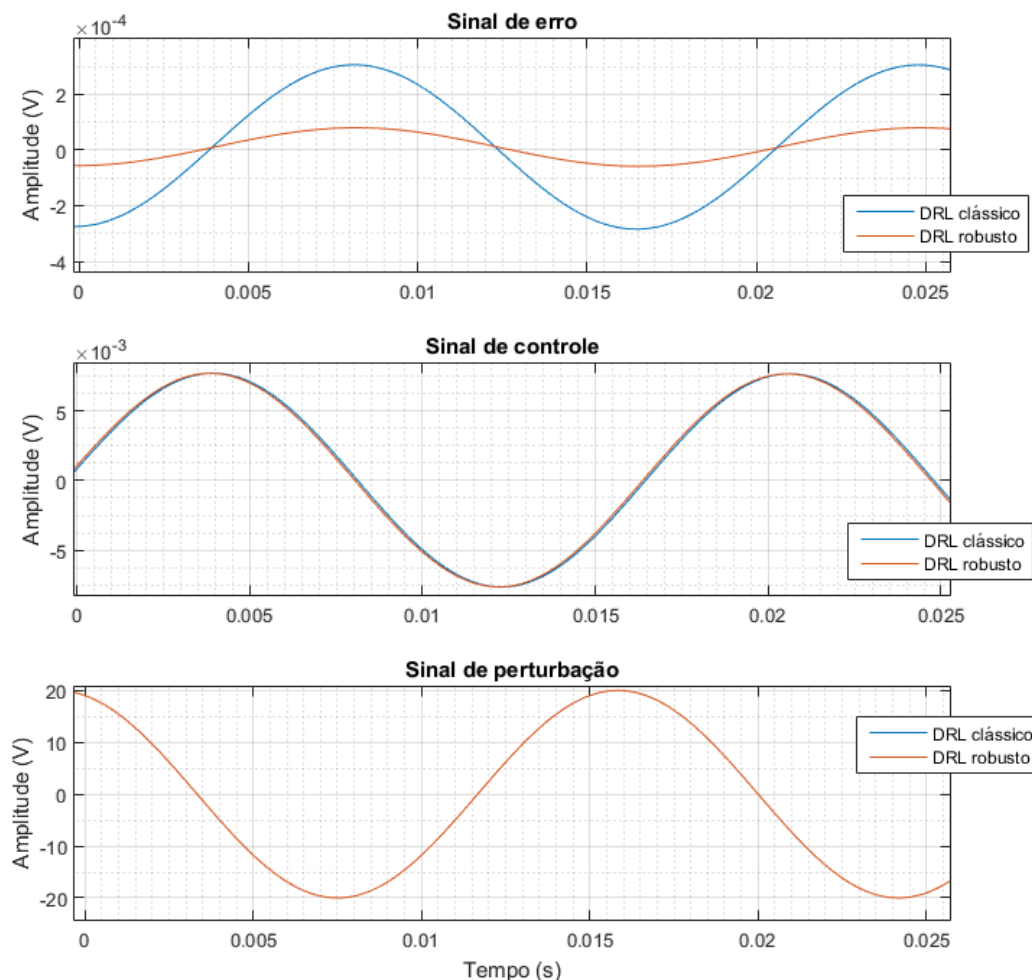 Sinal de erro
×10-4
Amplitude (V)
2
0
-2
-4
0 0.005 0.01 0.015 0.02 0.025
DRL clássico
DRL robusto
Sinal de controle
×10-3
Amplitude (V)
5
0
-5
0 0.005 0.01 0.015 0.02 0.025
DRL clássico
DRL robusto
Sinal de perturbação
Amplitude (V)
20
10
0
-10
-20
0 0.005 0.01 0.015 0.02 0.025
DRL clássico
DRL robusto
Tempo (s)